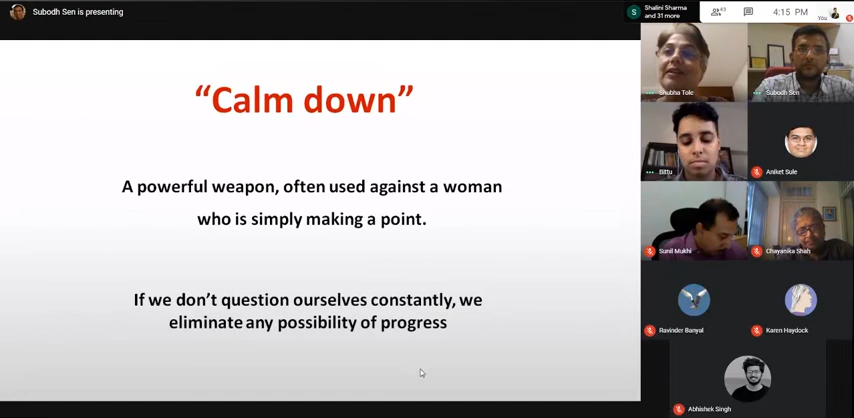 Subodh Sen is presenting
S
Shalini Sharma
and 31 more
43
4:15 PM
You
“Calm down”
A powerful weapon, often used against a woman
who is simply making a point.
If we don’t question ourselves constantly, we
eliminate any possibility of progress
Shubha Tole
Subodh Sen
Bittu
Aniket Sule
Sunil Mukhi
Chayanika Shah
Ravinder Banyal
Karen Haydock
Abhishek Singh